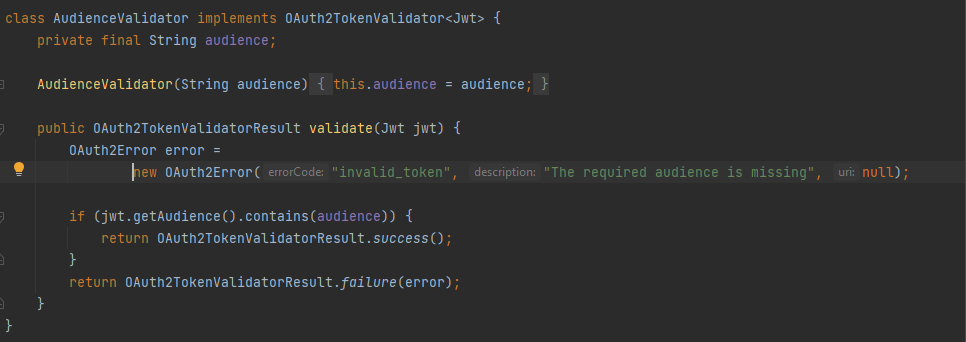 class AudienceValidator implements OAuth2TokenValidator<Jwt> {
private final String audience;
AudienceValidator(String audience) { this.audience = audience; }
public OAuth2TokenValidatorResult validate(Jwt jwt) {
OAuth2Error error =
new OAuth2Error( errorCode: "invalid_token", description: "The required audience is missing", uri: null);
if (jwt.getAudience().contains(audience)) {
return OAuth2TokenValidatorResult.success();
}
return OAuth2TokenValidatorResult.failure(error);
}
}